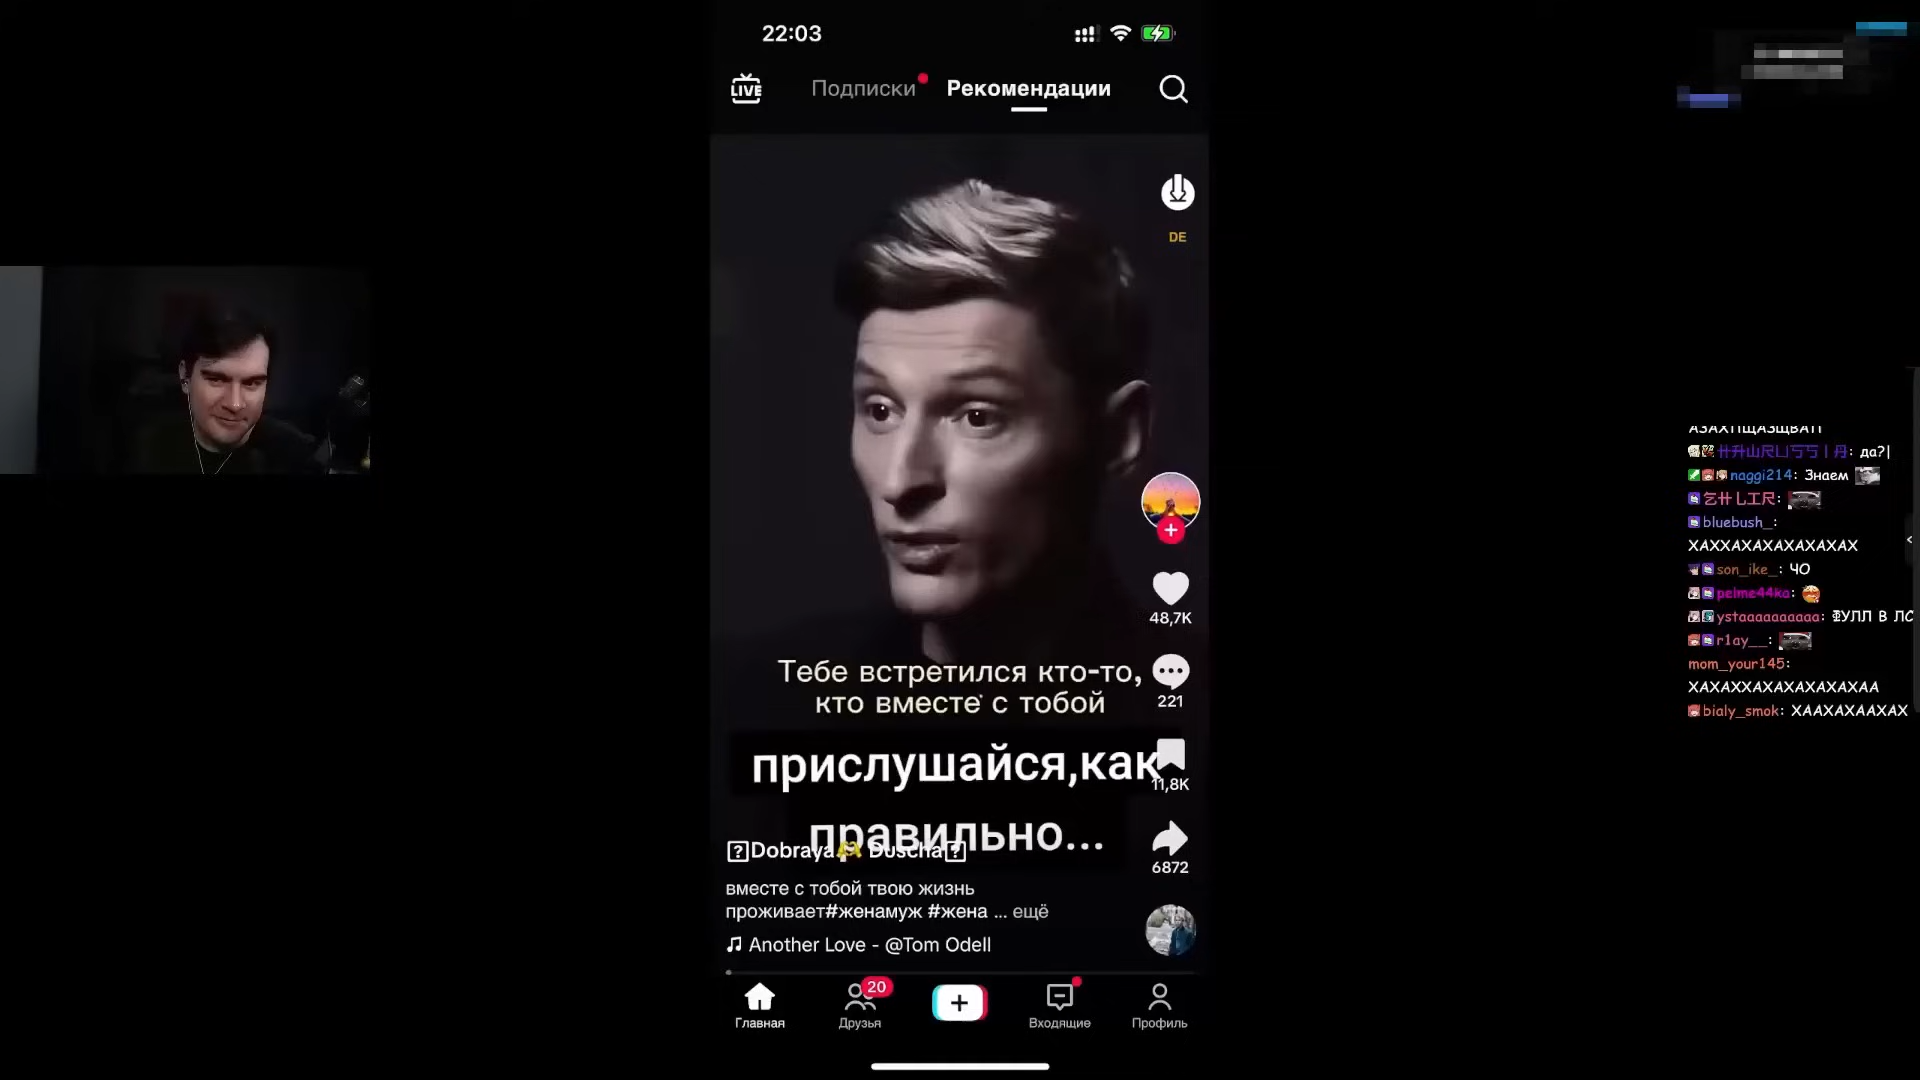 22:03
LIVE
Подписки Рекомендации
DE
48,7K
Тебе встретился кто-то,
кто вместе с тобой
221
прислушайся,как
11,8K
правильно...
Dobraya Duscha
6872
вместе с тобой твою жизнь
проживает#женамуж #жена ... ещё
Another Love - @Tom Odell
20
Главная Друзья Входящие Профиль
да?|
naggi214: Знаем
bluebush_:
ХАХХАХАХАХАХАХАХ
son_ike_: ЧО
pelme44ka:
ystaaaaaaaaaa: ФУЛЛ В ЛС
r1ay__:
mom_your145:
ХАХАХХАХАХАХАХАХАА
bialy_smok: ХААХАХААХАХ